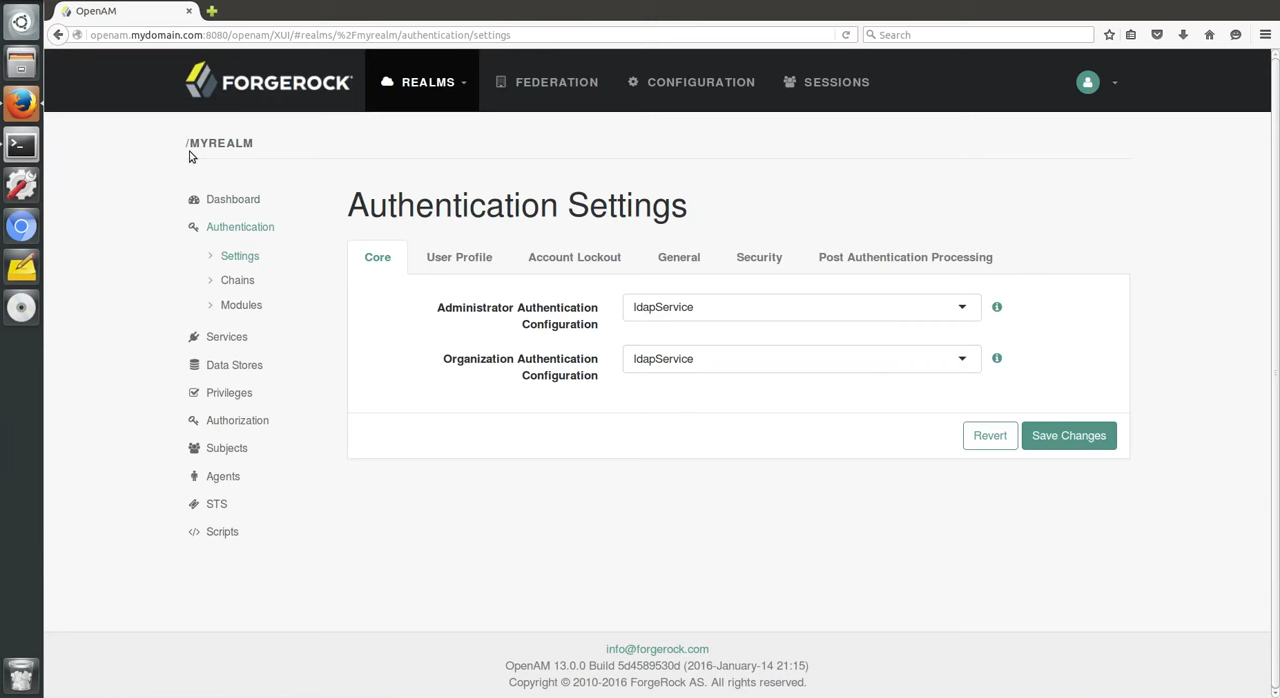 OpenAM
openam.mydomain.com:8080/openam/XUI/#realms/%2Fmyrealm/authentication/settings
Search
FORGEROCK
REALMS
FEDERATION
CONFIGURATION
SESSIONS
/MYREALM
Dashboard
Authentication
Settings
Chains
Modules
Services
Data Stores
Privileges
Authorization
Subjects
Agents
STS
Scripts
Authentication Settings
Core
User Profile
Account Lockout
General
Security
Post Authentication Processing
Administrator Authentication
Configuration
ldapService
Organization Authentication
Configuration
ldapService
Revert
Save Changes
info@forgerock.com
OpenAM 13.0.0 Build 5d4589530d (2016-January-14 21:15)
Copyright © 2010-2016 ForgeRock AS. All rights reserved.